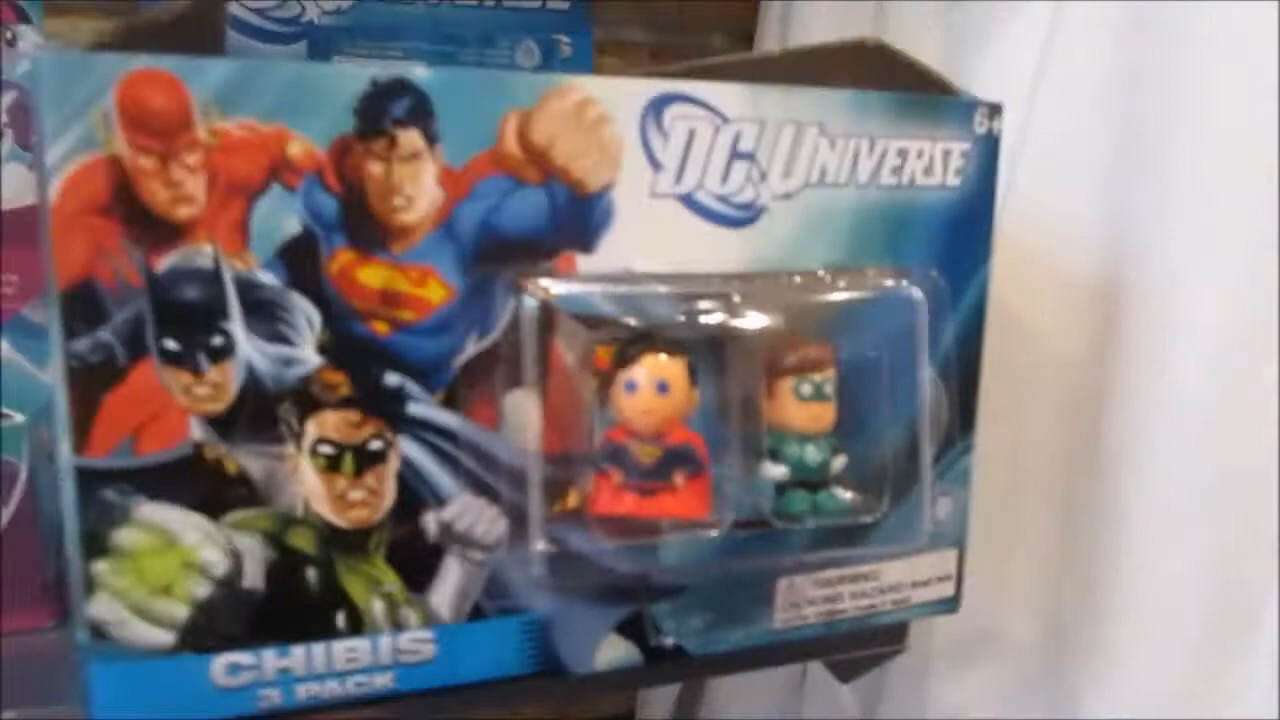 DC UNIVERSE
6+
CHIBIS
3 PACK
WARNING:
CHOKING HAZARD